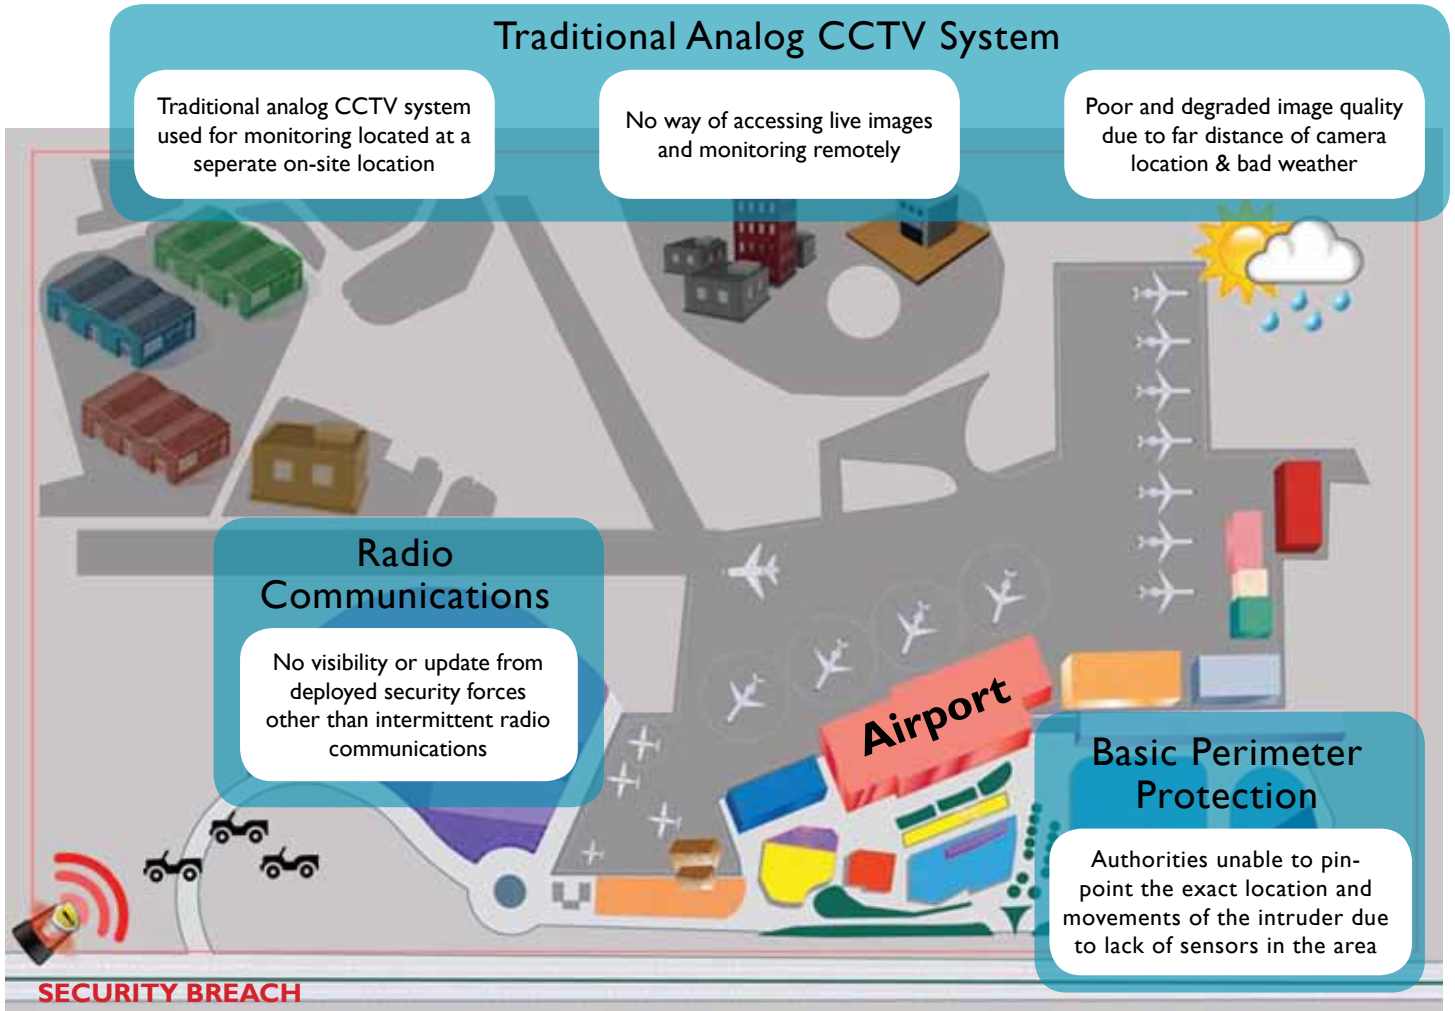 Traditional Analog CCTV System
Traditional analog CCTV system
used for monitoring located at a
seperate on-site location
No way of accessing live images
and monitoring remotely
Poor and degraded image quality
due to far distance of camera
location & bad weather
Radio
Communications
No visibility or update from
deployed security forces
other than intermittent radio
communications
Airport
Basic Perimeter
Protection
Authorities unable to pin-
point the exact location and
movements of the intruder due
to lack of sensors in the area
SECURITY BREACH